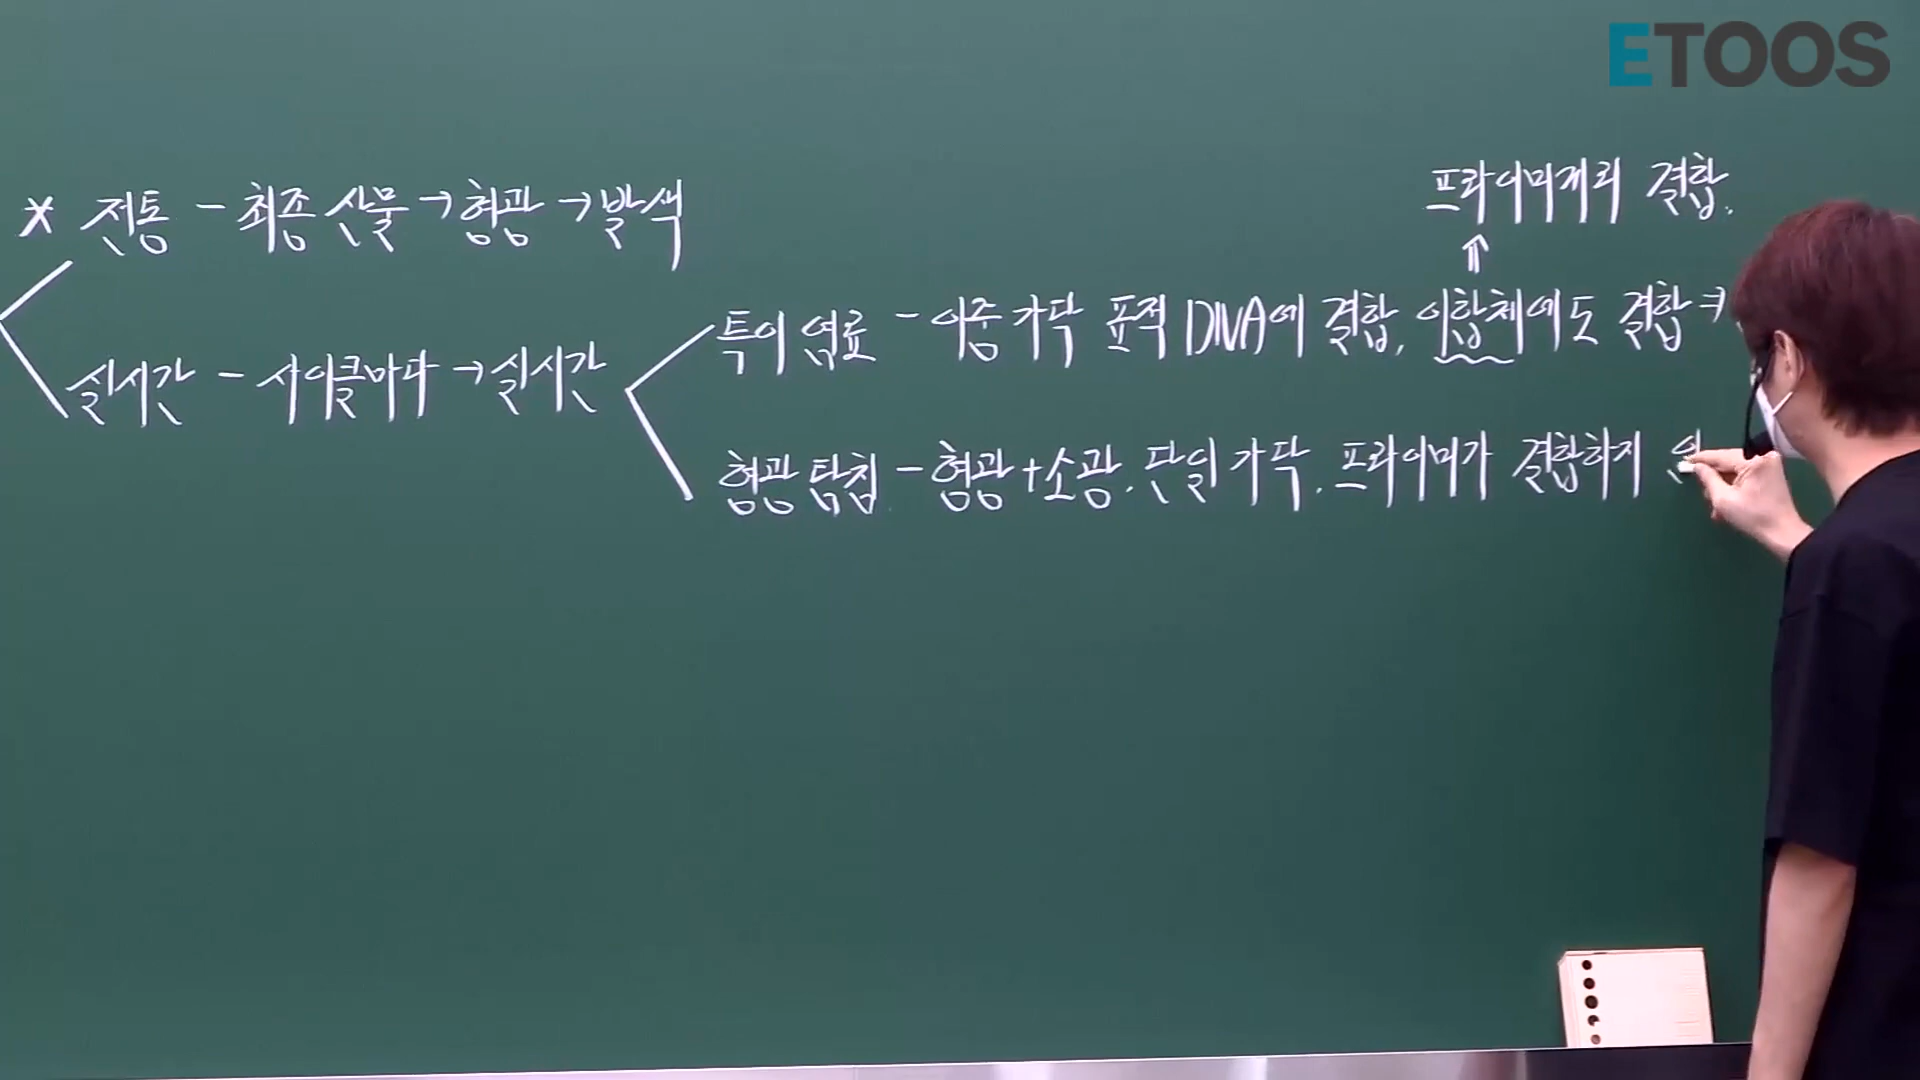 ETOOS
프라이머끼리 결합.
⇑
* 전통 - 최종 산물 → 형광 → 발색
특이 염료 - 이중 가닥 표적 DNA에 결합, 이합체에도 결합
실시간 - 사이클마다 → 실시간
형광 탐침 - 형광 + 소광. 단일 가닥. 프라이머가 결합하지